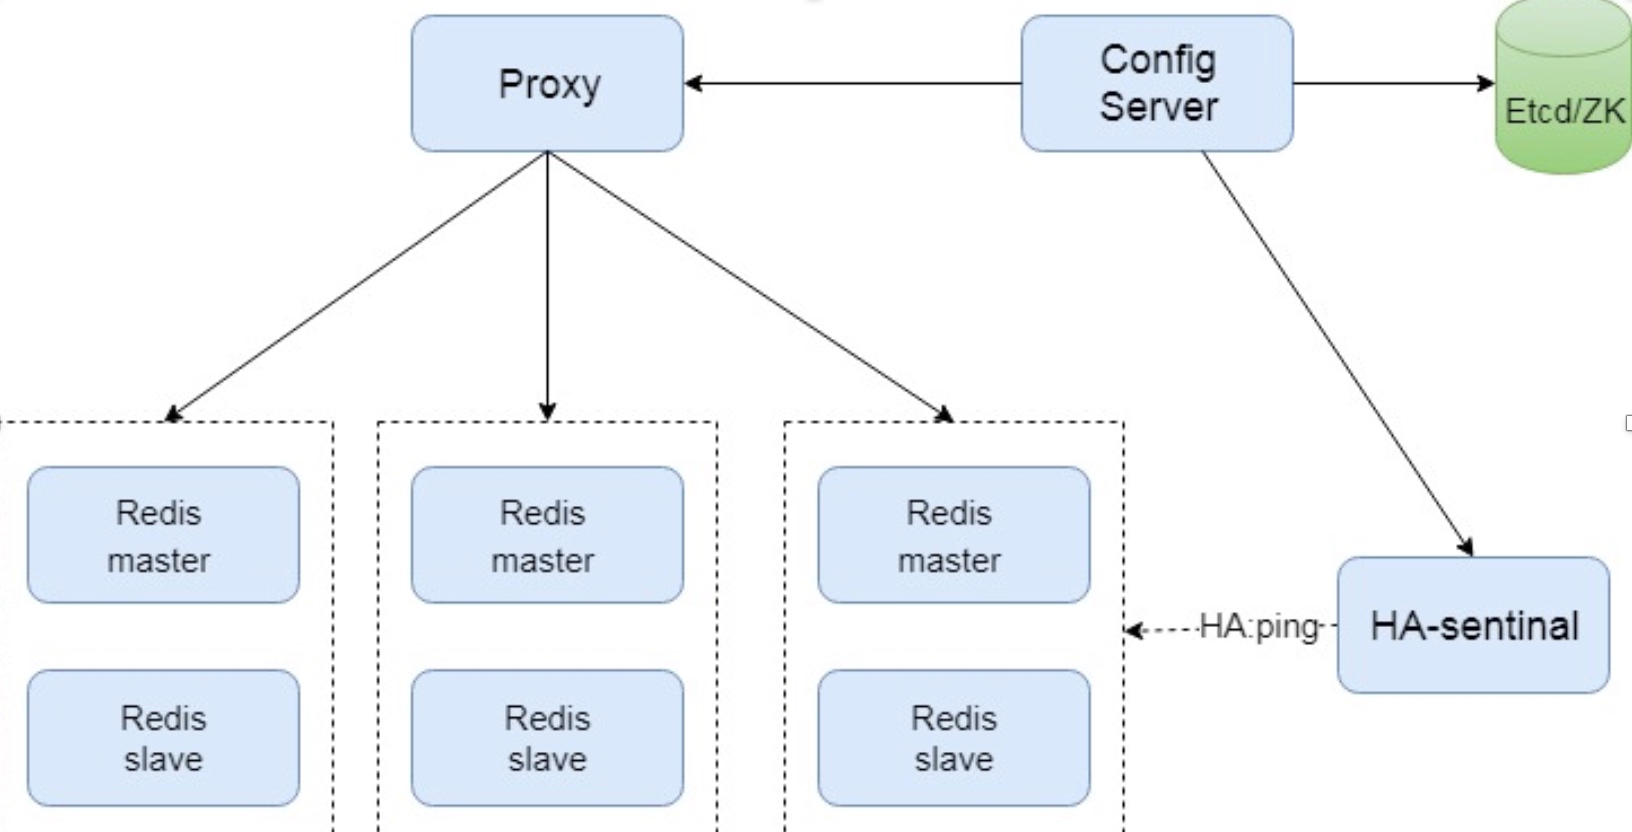 Proxy
Config
Server
Etcd/ZK
Redis
master
Redis
master
Redis
master
HA:ping
HA-sentinal
Redis
slave
Redis
slave
Redis
slave